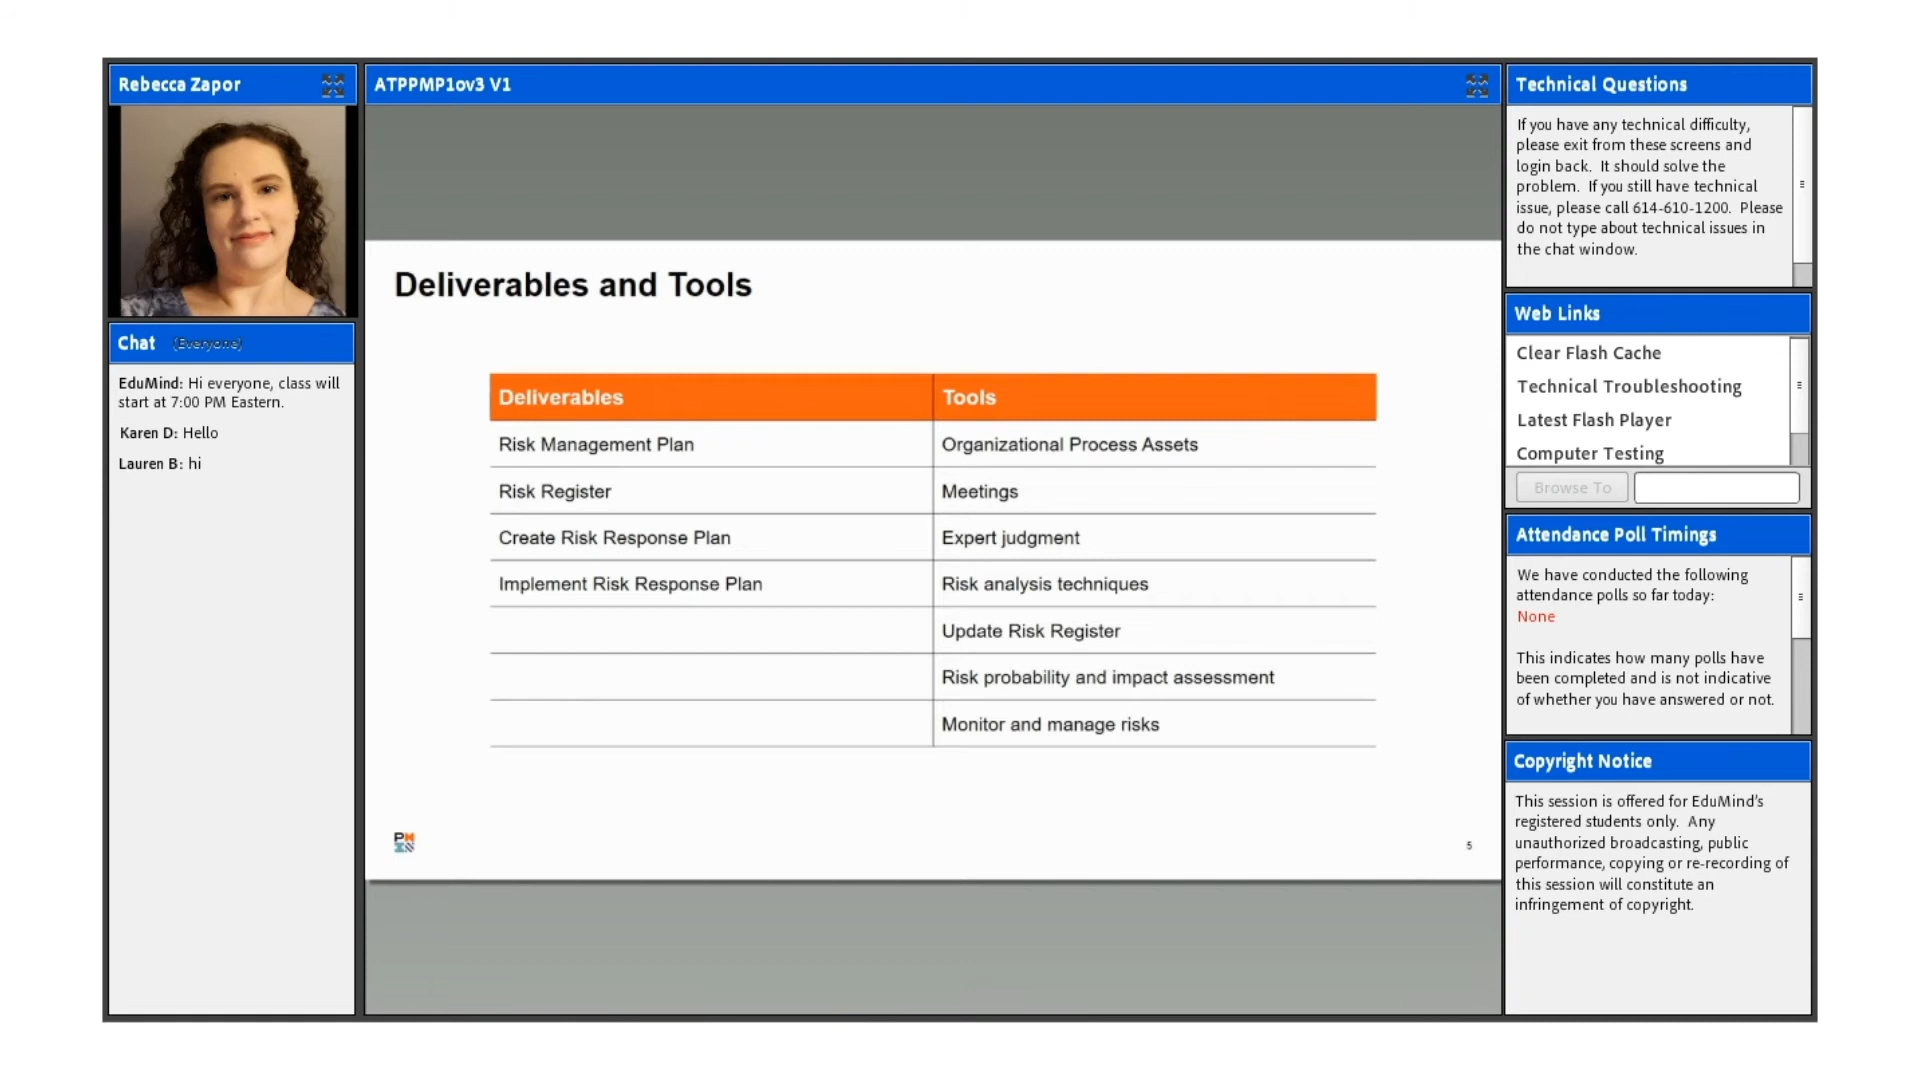 Rebecca Zapor
Chat (Everyone)
EduMind: Hi everyone, class will
start at 7:00 PM Eastern.
Karen D: Hello
Lauren B: hi
ATPPMP1ov3 V1
Deliverables and Tools
Deliverables Tools
Risk Management Plan Organizational Process Assets
Risk Register Meetings
Create Risk Response Plan Expert judgment
Implement Risk Response Plan Risk analysis techniques
Update Risk Register
Risk probability and impact assessment
Monitor and manage risks
5
Technical Questions
If you have any technical difficulty,
please exit from these screens and
login back. It should solve the
problem. If you still have technical
issue, please call 614-610-1200. Please
do not type about technical issues in
the chat window.
Web Links
Clear Flash Cache
Technical Troubleshooting
Latest Flash Player
Computer Testing
Browse To
Attendance Poll Timings
We have conducted the following
attendance polls so far today:
None
This indicates how many polls have
been completed and is not indicative
of whether you have answered or not.
Copyright Notice
This session is offered for EduMind's
registered students only. Any
unauthorized broadcasting, public
performance, copying or re-recording of
this session will constitute an
infringement of copyright.